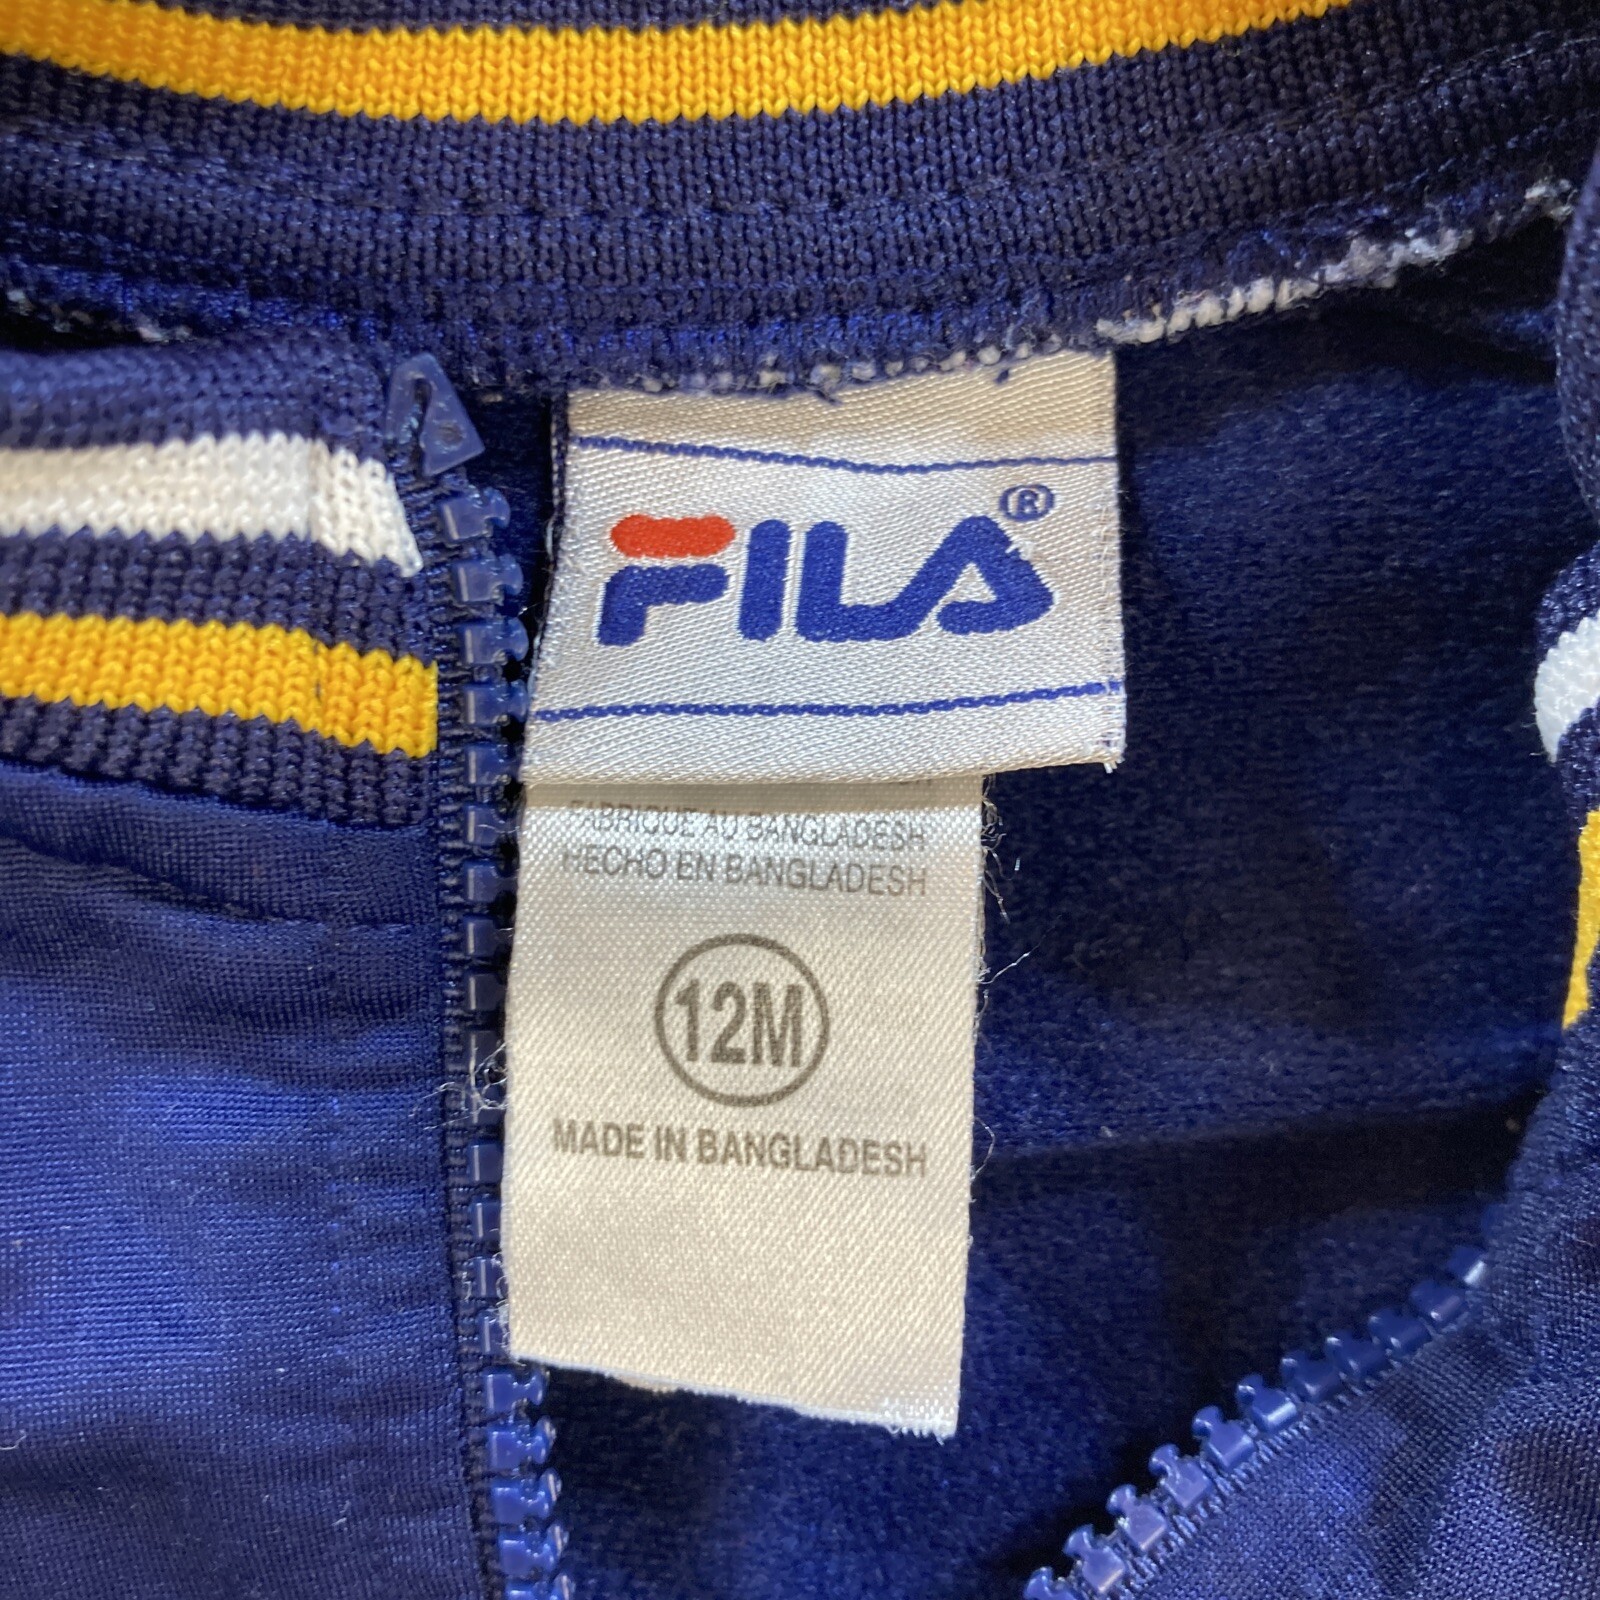 FILA®
FABRIQUE AU BANGLADESH
HECHO EN BANGLADESH
12M
MADE IN BANGLADESH